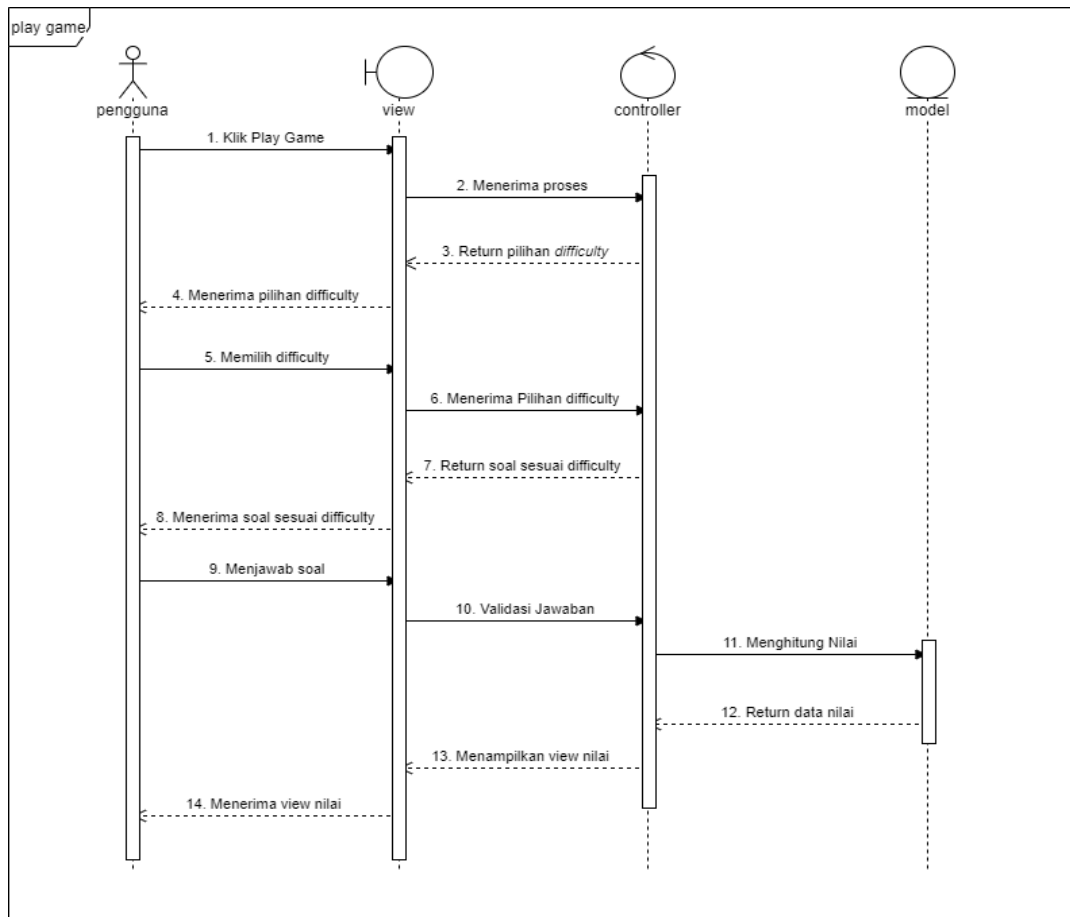 play game
pengguna
view
controller
model
1. Klik Play Game
2. Menerima proses
3. Return pilihan difficulty
4. Menerima pilihan difficulty
5. Memilih difficulty
6. Menerima Pilihan difficulty
7. Return soal sesuai difficulty
8. Menerima soal sesuai difficulty
9. Menjawab soal
10. Validasi Jawaban
11. Menghitung Nilai
12. Return data nilai
13. Menampilkan view nilai
14. Menerima view nilai